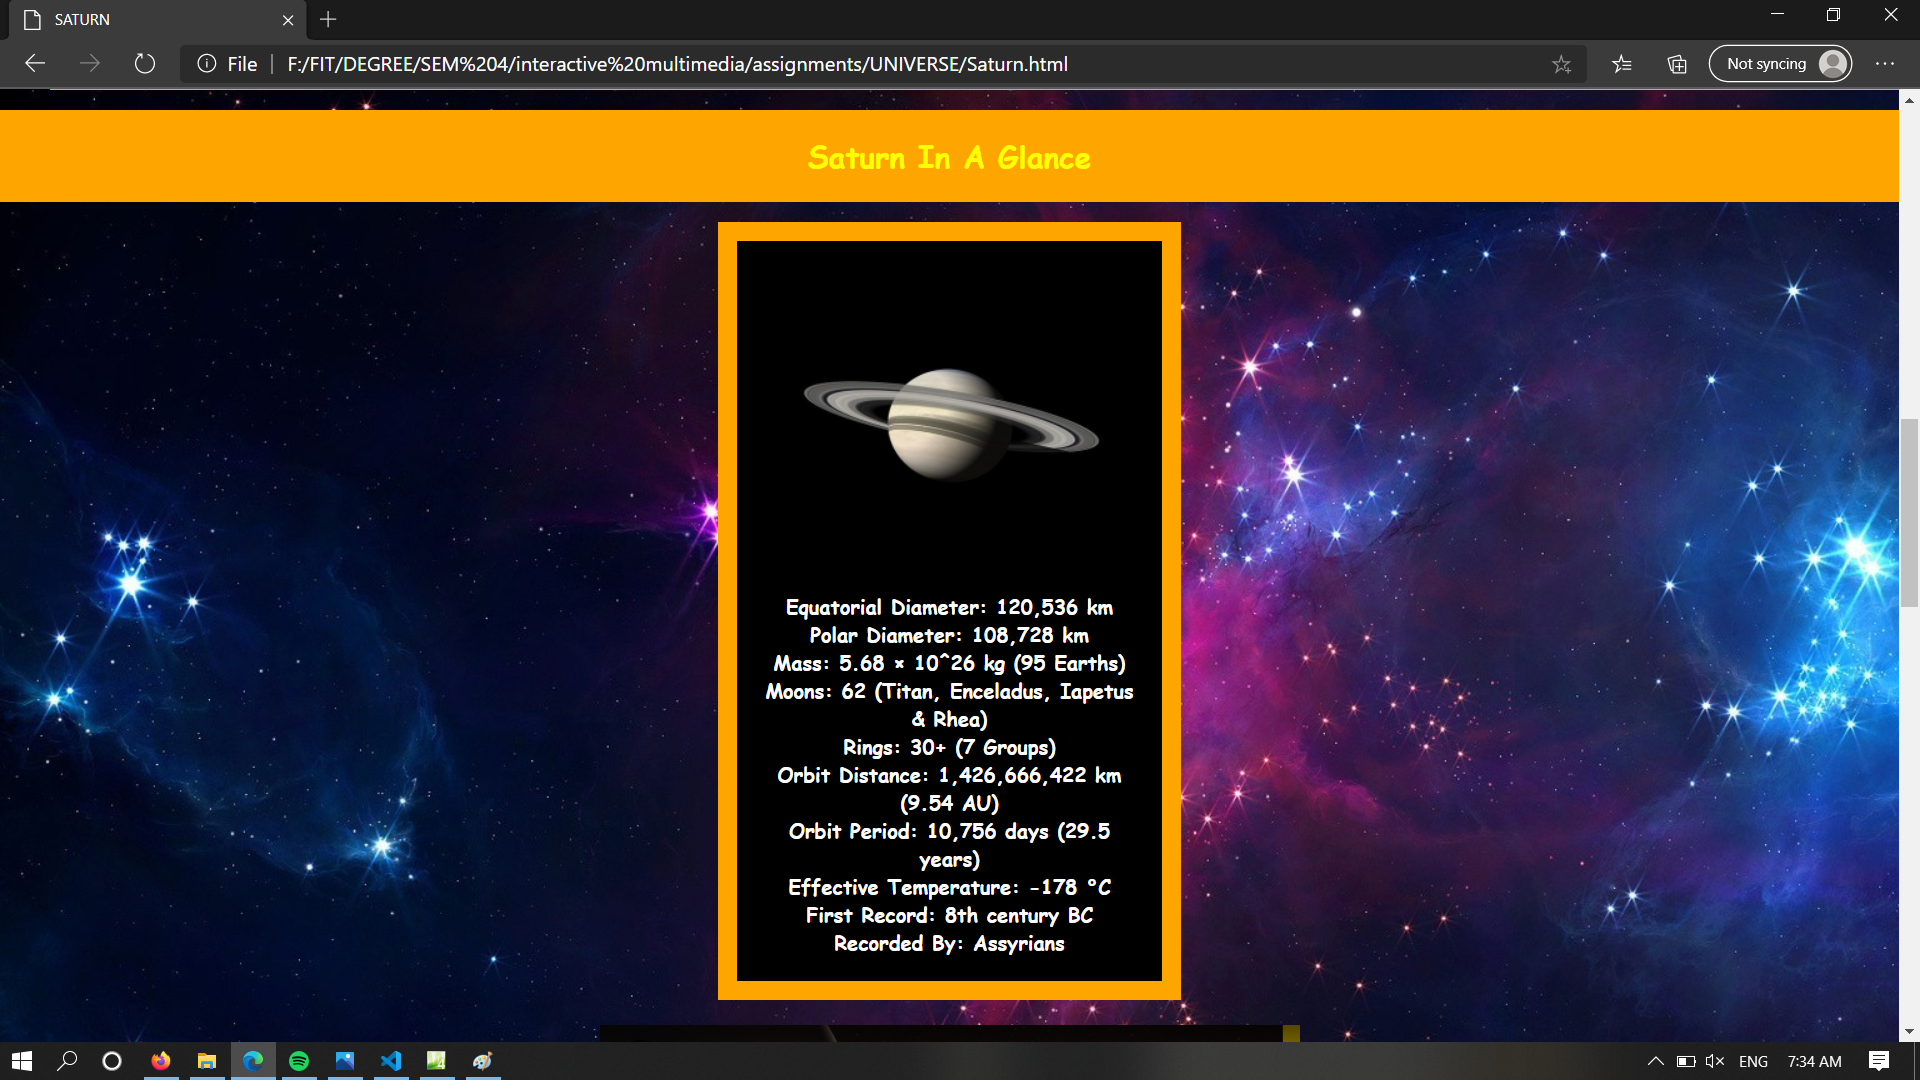 SATURN
File
F:/FIT/DEGREE/SEM%204/interactive%20multimedia/assignments/UNIVERSE/Saturn.html
Not syncing
Saturn In A Glance
Equatorial Diameter: 120,536 km
Polar Diameter: 108,728 km
Mass: 5.68 × 10^26 kg (95 Earths)
Moons: 62 (Titan, Enceladus, Iapetus
& Rhea)
Rings: 30+ (7 Groups)
Orbit Distance: 1,426,666,422 km
(9.54 AU)
Orbit Period: 10,756 days (29.5
years)
Effective Temperature: -178 °C
First Record: 8th century BC
Recorded By: Assyrians
ENG
7:34 AM